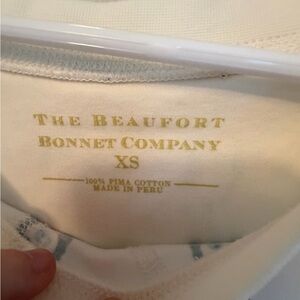 THE BEAUFORT
BONNET COMPANY
XS
100% PIMA COTTON
MADE IN PERU